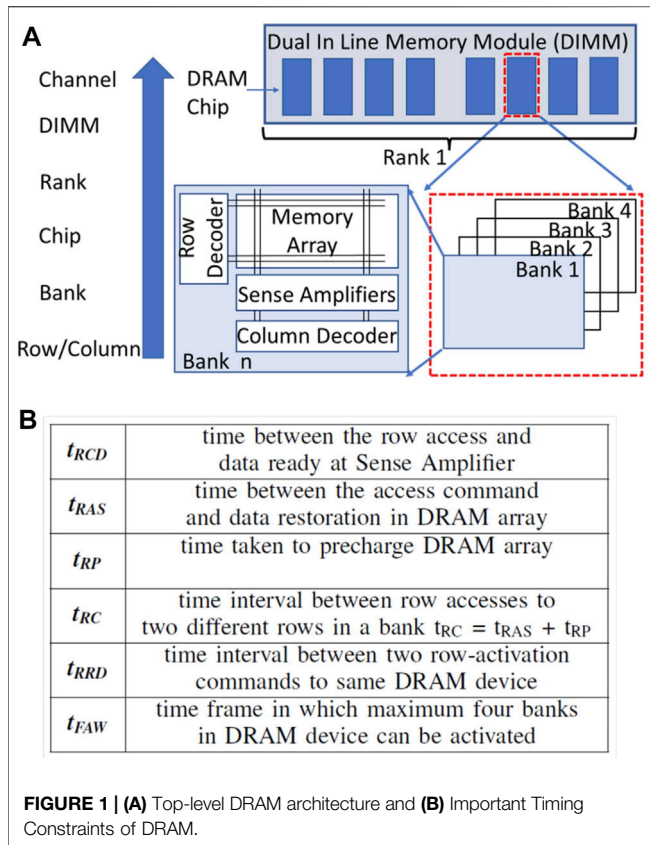 A
Channel
DIMM
Rank
Chip
Bank
Row/Column
Dual In Line Memory Module (DIMM)
DRAM
Chip
Rank 1
Row
Decoder
Memory
Array
Sense Amplifiers
Column Decoder
Bank n
Bank 4
Bank 3
Bank 2
Bank 1
B
tRCD time between the row access and
data ready at Sense Amplifier
tRAS time between the access command
and data restoration in DRAM array
tRP time taken to precharge DRAM array
tRC time interval between row accesses to
two different rows in a bank tRC = tRAS + tRP
tRRD time interval between two row-activation
commands to same DRAM device
tFAW time frame in which maximum four banks
in DRAM device can be activated
FIGURE 1 | (A) Top-level DRAM architecture and (B) Important Timing
Constraints of DRAM.